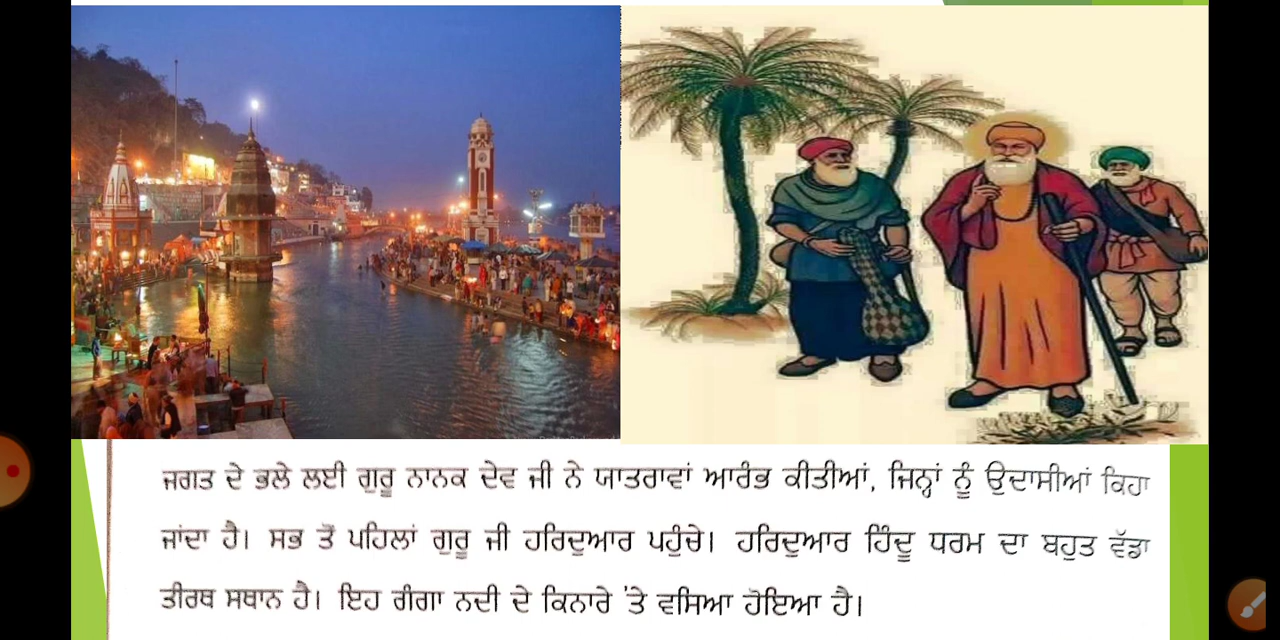 ਜਗਤ ਦੇ ਭਲੇ ਲਈ ਗੁਰੂ ਨਾਨਕ ਦੇਵ ਜੀ ਨੇ ਯਾਤਰਾਵਾਂ ਆਰੰਭ ਕੀਤੀਆਂ, ਜਿਨ੍ਹਾਂ ਨੂੰ ਉਦਾਸੀਆਂ ਕਿਹਾ
ਜਾਂਦਾ ਹੈ। ਸਭ ਤੋਂ ਪਹਿਲਾਂ ਗੁਰੂ ਜੀ ਹਰਿਦੁਆਰ ਪਹੁੰਚੇ। ਹਰਿਦੁਆਰ ਹਿੰਦੂ ਧਰਮ ਦਾ ਬਹੁਤ ਵੱਡਾ
ਤੀਰਥ ਸਥਾਨ ਹੈ। ਇਹ ਗੰਗਾ ਨਦੀ ਦੇ ਕਿਨਾਰੇ 'ਤੇ ਵਸਿਆ ਹੋਇਆ ਹੈ।